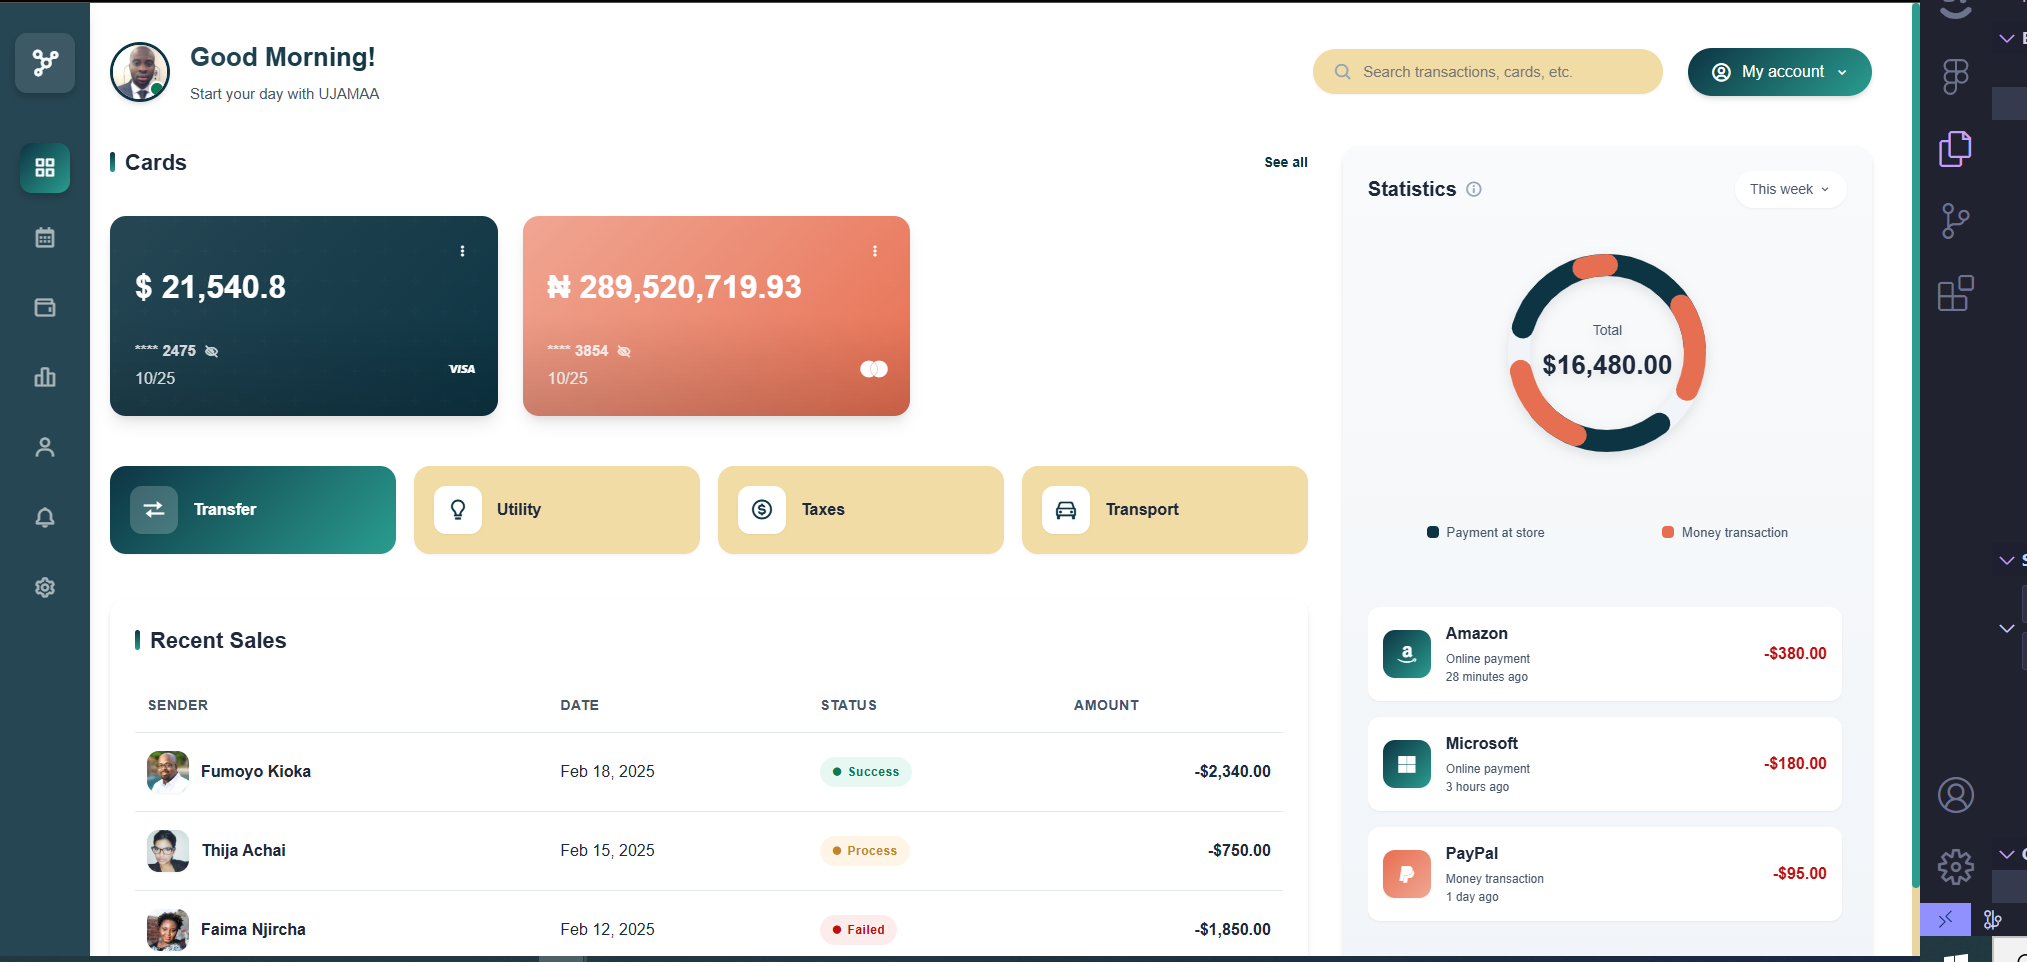 Good Morning!
Start your day with UJAMAA
Search transactions, cards, etc.
My account
Cards
See all
$ 21,540.8
**** 2475
10/25
VISA
₦ 289,520,719.93
**** 3854
10/25
Transfer
Utility
Taxes
Transport
Recent Sales
SENDER DATE STATUS AMOUNT
Fumoyo Kioka Feb 18, 2025 Success -$2,340.00
Thija Achai Feb 15, 2025 Process -$750.00
Faima Njircha Feb 12, 2025 Failed -$1,850.00
Statistics
This week
Total
$16,480.00
Payment at store
Money transaction
Amazon
Online payment
28 minutes ago
-$380.00
Microsoft
Online payment
3 hours ago
-$180.00
PayPal
Money transaction
1 day ago
-$95.00